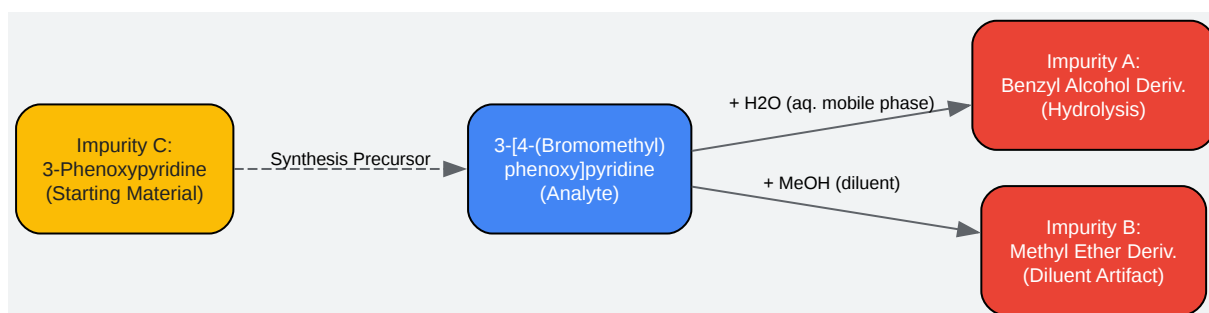 Impurity C:
3-Phenoxypyridine
(Starting Material)
Synthesis Precursor
3-[4-(Bromomethyl)
phenoxy]pyridine
(Analyte)
+ H2O (aq. mobile phase)
+ MeOH (diluent)
Impurity A:
Benzyl Alcohol Deriv.
(Hydrolysis)
Impurity B:
Methyl Ether Deriv.
(Diluent Artifact)